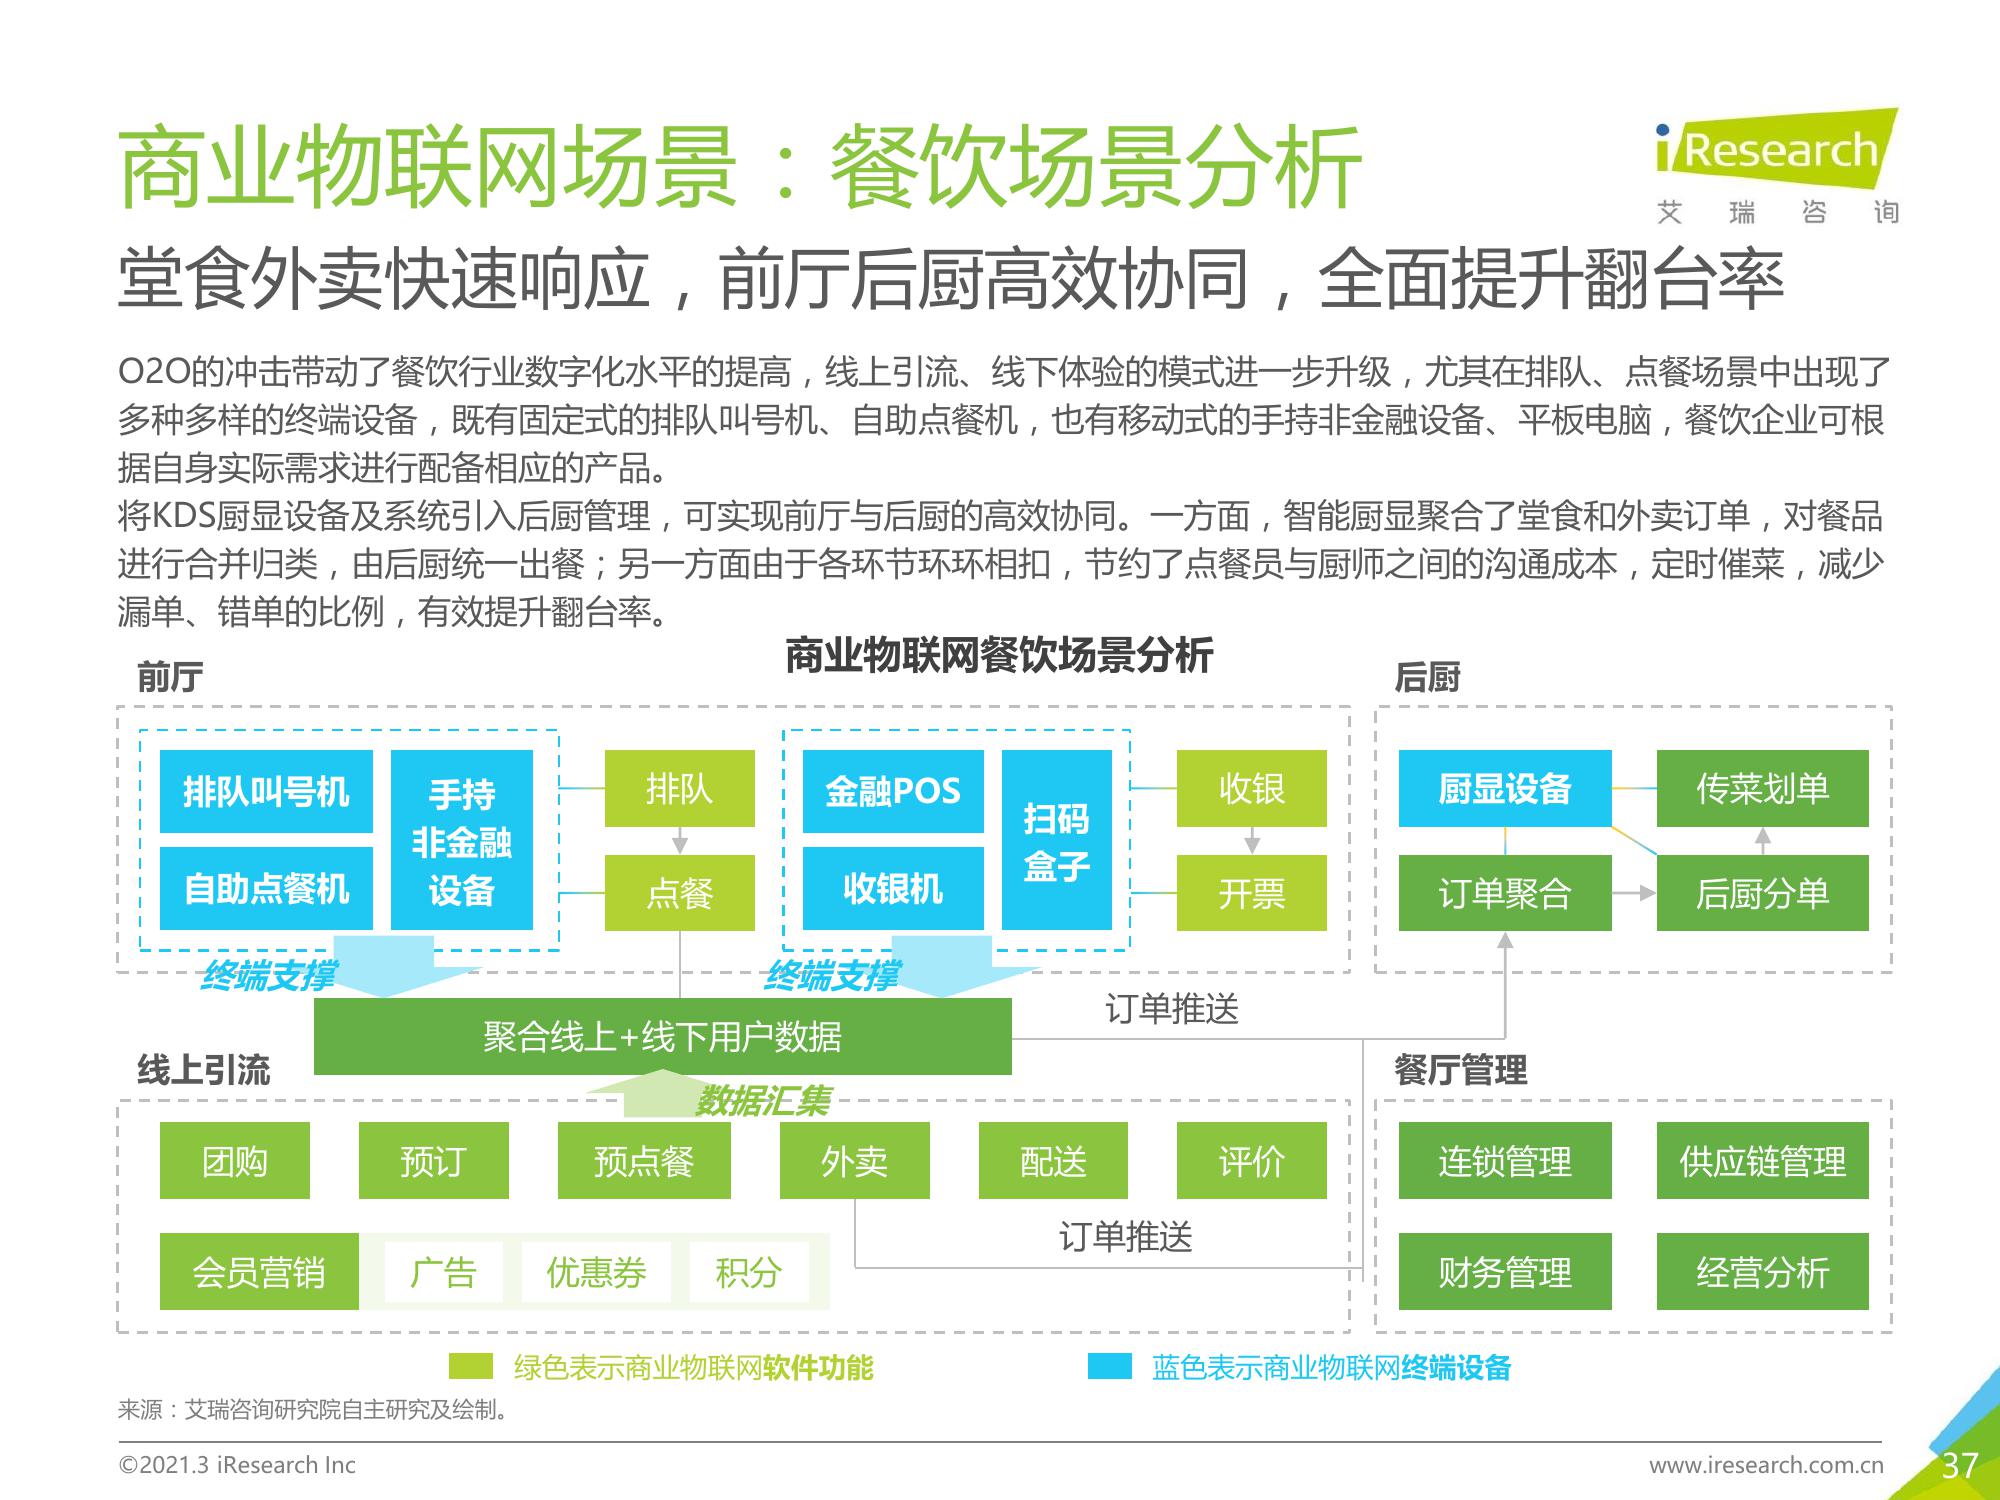 商业物联网场景：餐饮场景分析
iResearch
艾瑞咨询
堂食外卖快速响应，前厅后厨高效协同，全面提升翻台率
O2O的冲击带动了餐饮行业数字化水平的提高，线上引流、线下体验的模式进一步升级，尤其在排队、点餐场景中出现了
多种多样的终端设备，既有固定式的排队叫号机、自助点餐机，也有移动式的手持非金融设备、平板电脑，餐饮企业可根
据自身实际需求进行配备相应的产品。
将KDS厨显设备及系统引入后厨管理，可实现前厅与后厨的高效协同。一方面，智能厨显聚合了堂食和外卖订单，对餐品
进行合并归类，由后厨统一出餐；另一方面由于各环节环环相扣，节约了点餐员与厨师之间的沟通成本，定时催菜，减少
漏单、错单的比例，有效提升翻台率。
商业物联网餐饮场景分析
前厅
排队叫号机
自助点餐机
手持
非金融
设备
排队
点餐
金融POS
收银机
扫码
盒子
收银
开票
终端支撑
终端支撑
后厨
厨显设备
传菜划单
订单聚合
后厨分单
聚合线上+线下用户数据
订单推送
数据汇集
线上引流
团购
预订
预点餐
外卖
配送
评价
会员营销
广告
优惠券
积分
订单推送
餐厅管理
连锁管理
供应链管理
财务管理
经营分析
绿色表示商业物联网软件功能
蓝色表示商业物联网终端设备
来源：艾瑞咨询研究院自主研究及绘制。
©2021.3 iResearch Inc
www.iresearch.com.cn
37